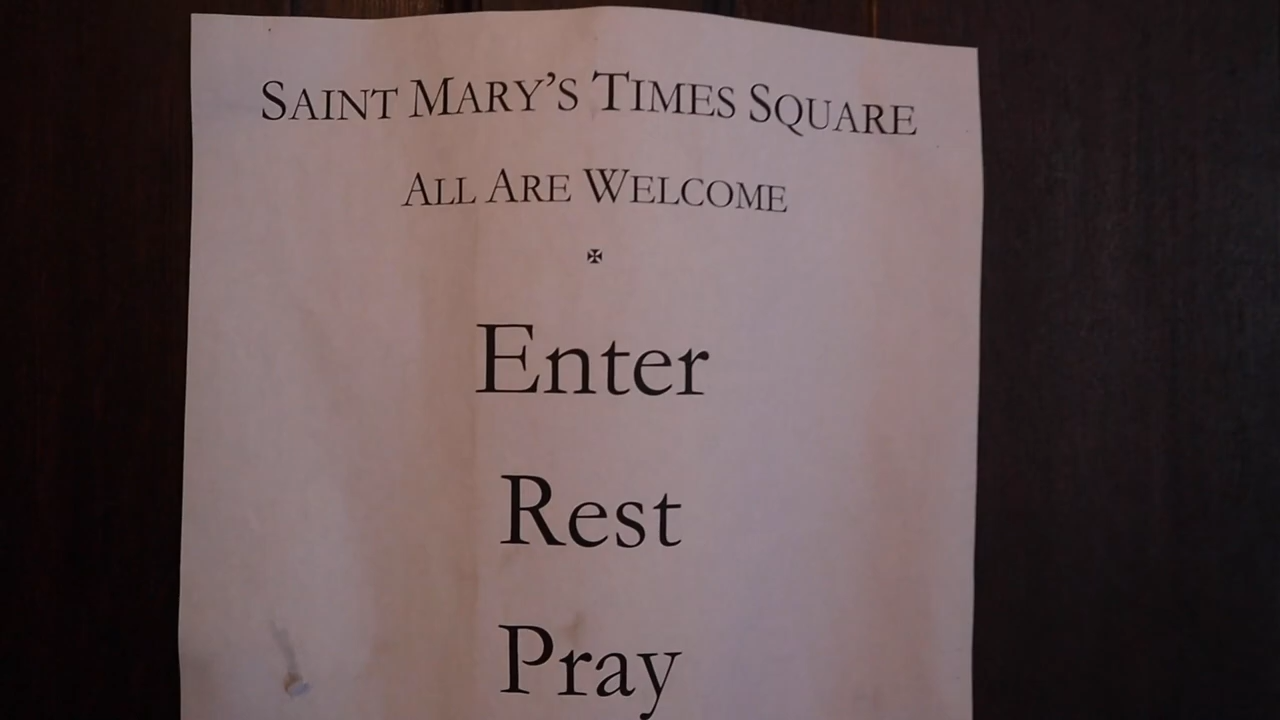 SAINT MARY'S TIMES SQUARE
ALL ARE WELCOME
✠
Enter
Rest
Pray